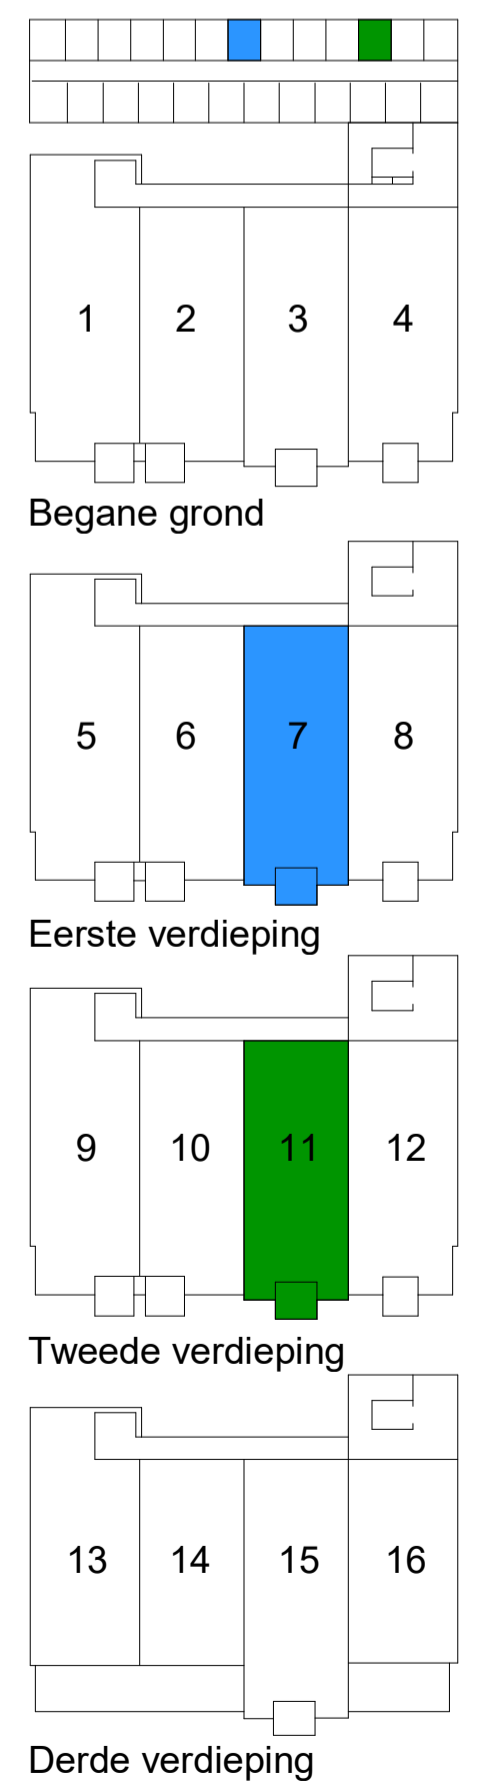 1 2 3 4
Begane grond
5 6 7 8
Eerste verdieping
9 10 11 12
Tweede verdieping
13 14 15 16
Derde verdieping